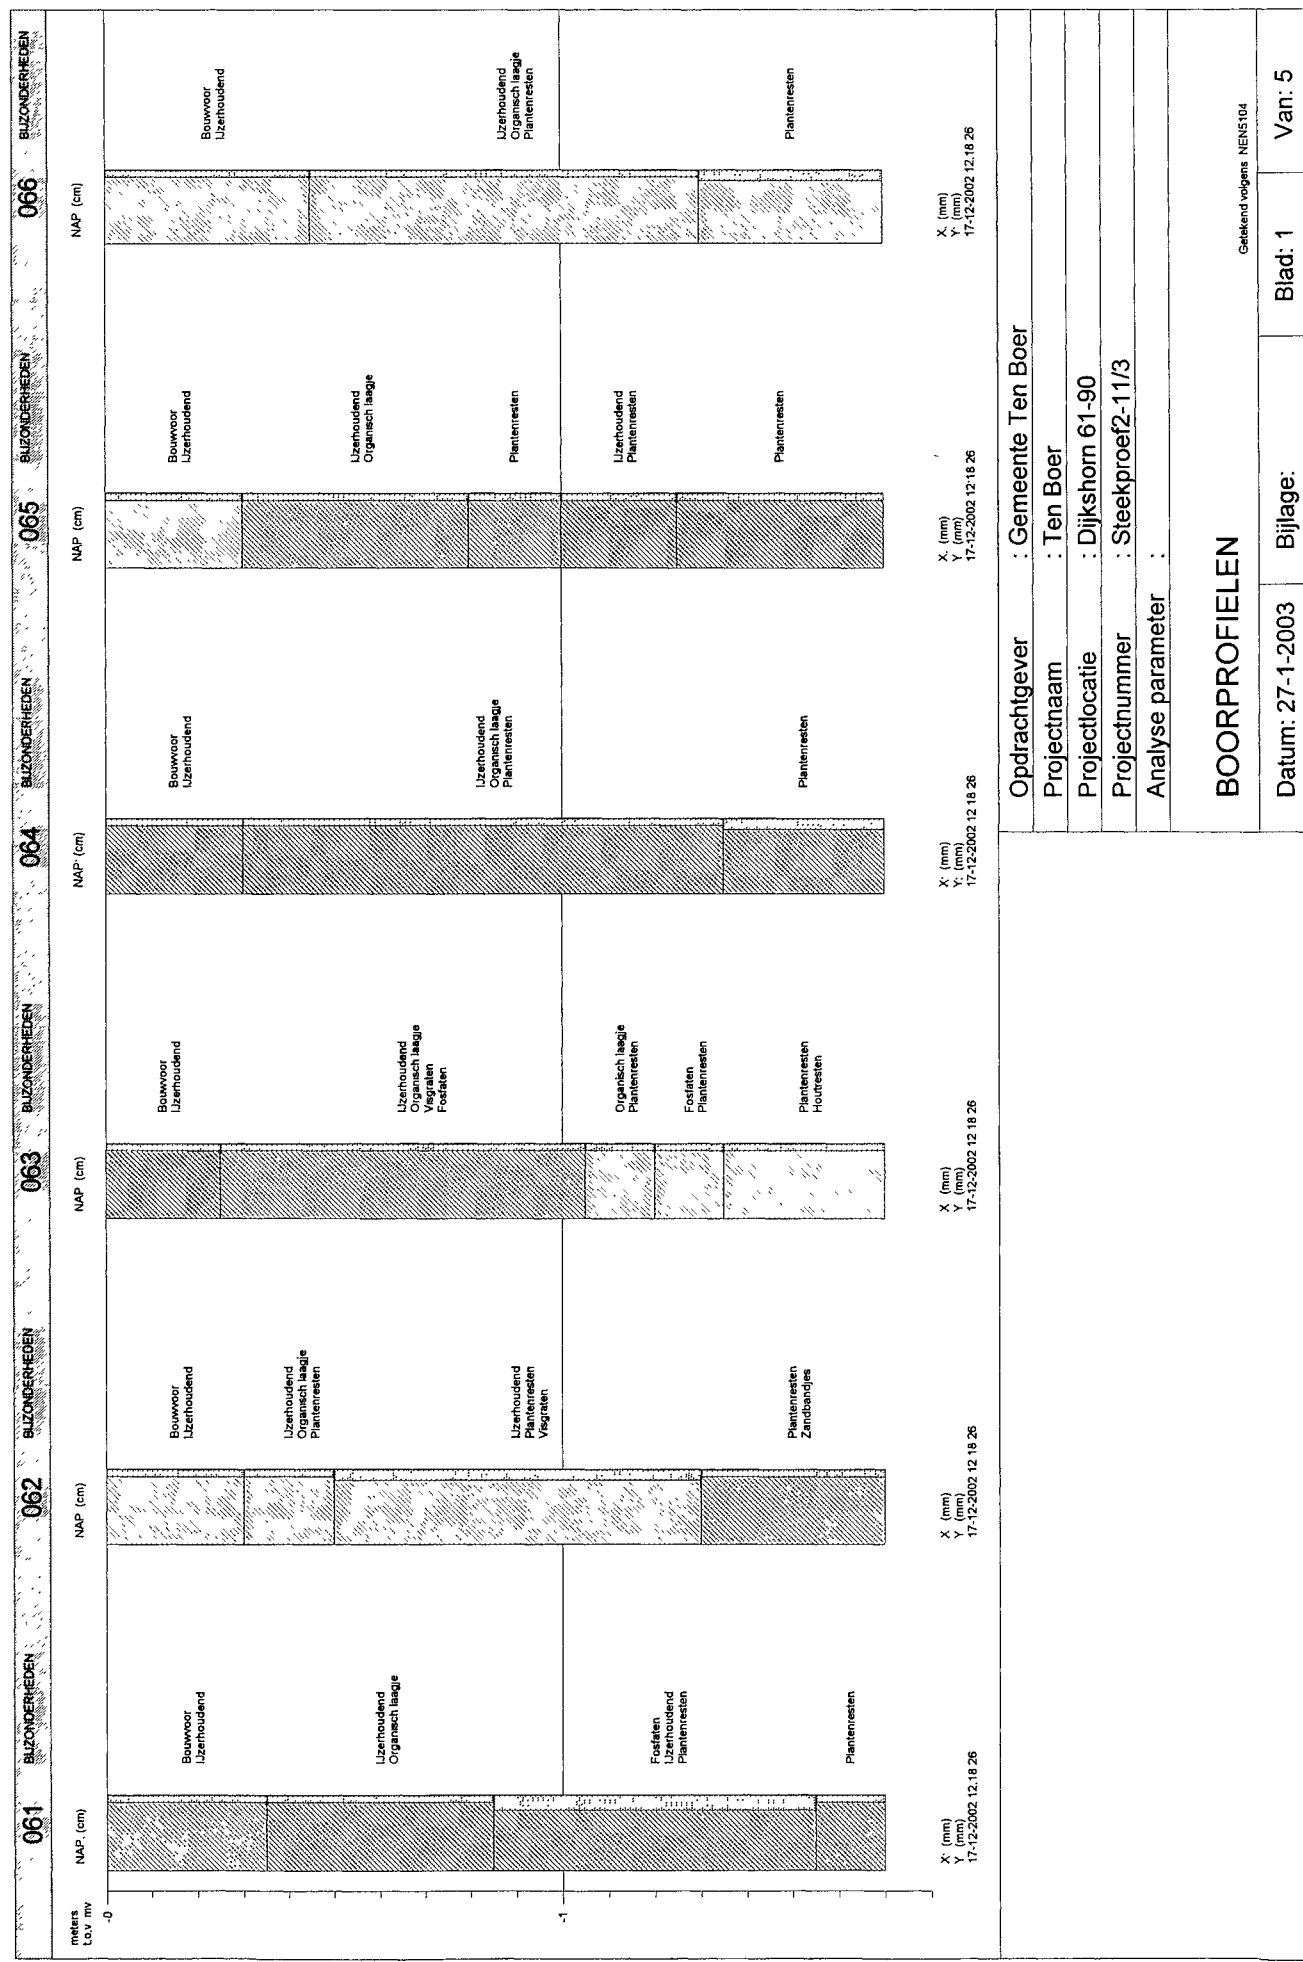 meters
t.o.v. mv
-0
-1
061
BIJZONDERHEDEN
NAP. (cm)
Bouwvoor
IJzerhoudend
IJzerhoudend
Organisch laagje
Fosfaten
IJzerhoudend
Plantenresten
Plantenresten
X: (mm)
Y (mm)
17-12-2002 12.18 26
062
BIJZONDERHEDEN
NAP (cm)
Bouwvoor
IJzerhoudend
IJzerhoudend
Organisch laagje
Plantenresten
IJzerhoudend
Plantenresten
Visgraten
Plantenresten
Zandbandjes
X (mm)
Y (mm)
17-12-2002 12 18 26
063
BIJZONDERHEDEN
NAP (cm)
Bouwvoor
IJzerhoudend
IJzerhoudend
Organisch laagje
Visgraten
Fosfaten
Organisch laagje
Plantenresten
Fosfaten
Plantenresten
Plantenresten
Houtresten
X (mm)
Y (mm)
17-12-2002 12 18 26
064
BIJZONDERHEDEN
NAP: (cm)
Bouwvoor
IJzerhoudend
IJzerhoudend
Organisch laagje
Plantenresten
Plantenresten
X: (mm)
Y: (mm)
17-12-2002 12 18 26
065
BIJZONDERHEDEN
NAP (cm)
Bouwvoor
IJzerhoudend
IJzerhoudend
Organisch laagje
Plantenresten
IJzerhoudend
Plantenresten
Plantenresten
X. (mm)
Y (mm)
17-12-2002 12:18 26
066
BIJZONDERHEDEN
NAP (cm)
Bouwvoor
IJzerhoudend
IJzerhoudend
Organisch laagje
Plantenresten
Plantenresten
X. (mm)
Y: (mm)
17-12-2002 12.18 26
Opdrachtgever : Gemeente Ten Boer
Projectnaam : Ten Boer
Projectlocatie : Dijkshorn 61-90
Projectnummer : Steekproef2-11/3
Analyse parameter :
BOORPROFIELEN
Getekend volgens NEN5104
Datum: 27-1-2003 Bijlage: Blad: 1 Van: 5